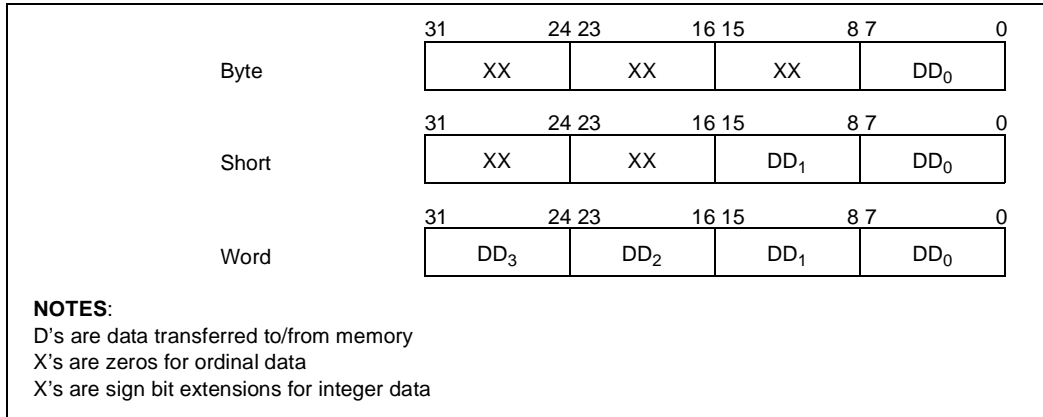 31 24 23 16 15 8 7 0
Byte XX XX XX DD₀
31 24 23 16 15 8 7 0
Short XX XX DD₁ DD₀
31 24 23 16 15 8 7 0
Word DD₃ DD₂ DD₁ DD₀
NOTES:
D's are data transferred to/from memory
X's are zeros for ordinal data
X's are sign bit extensions for integer data